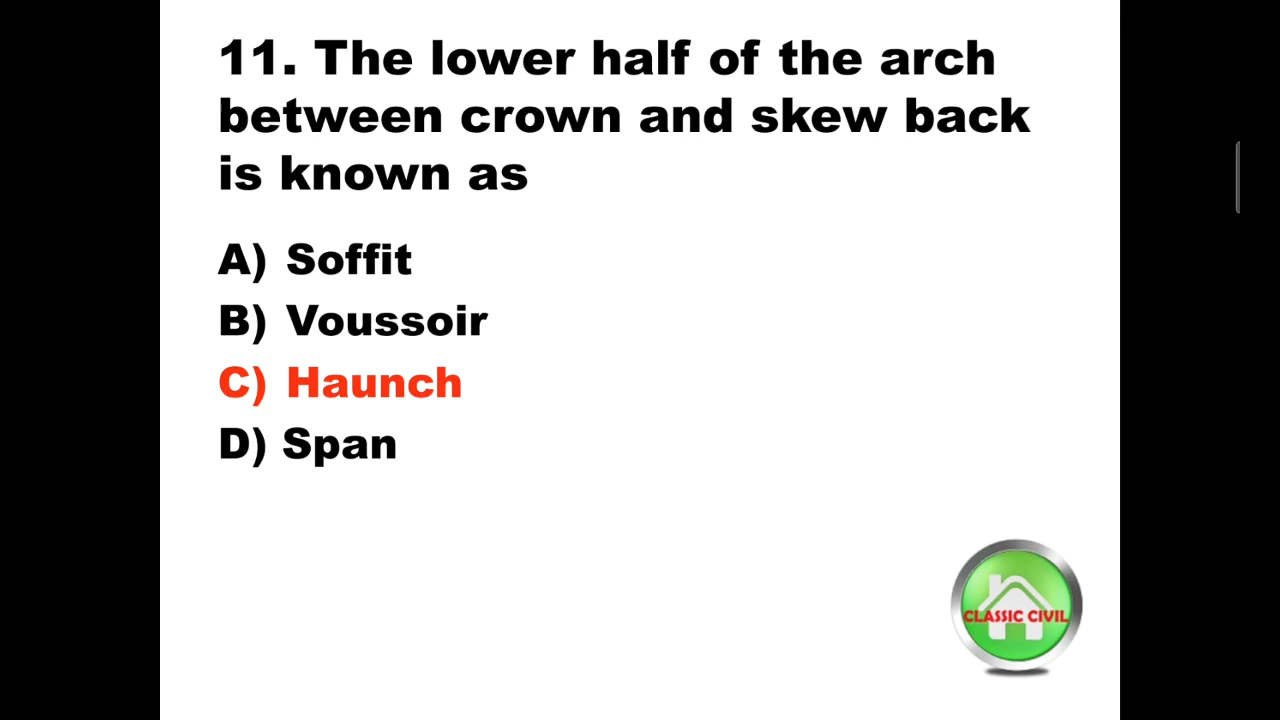 11. The lower half of the arch
between crown and skew back
is known as
A) Soffit
B) Voussoir
C) Haunch
D) Span
CLASSIC CIVIL